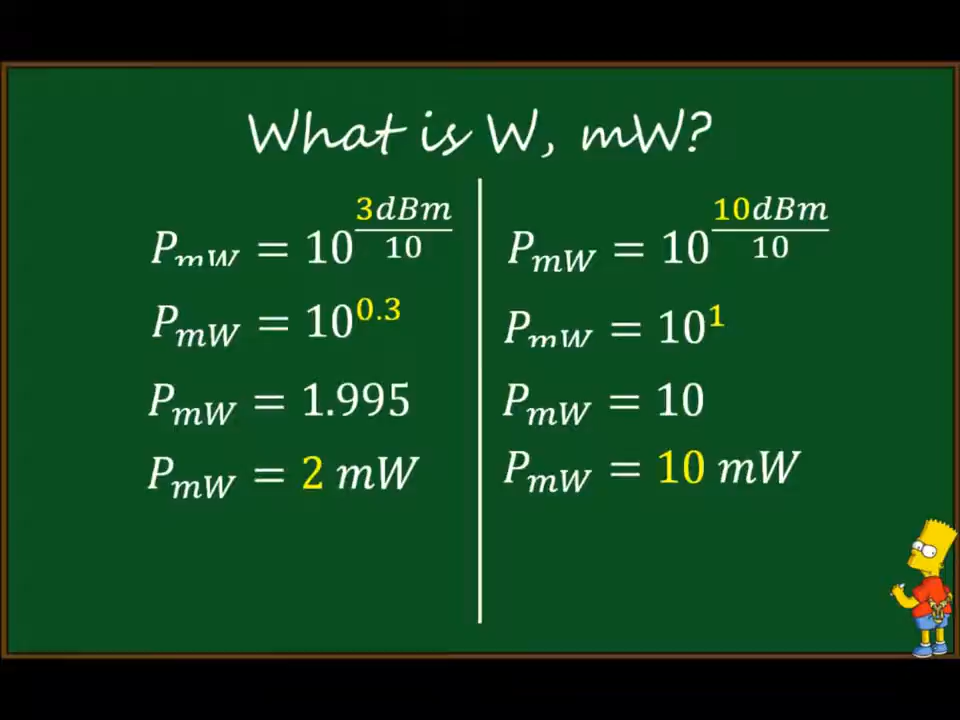 What is W, mW?
P_mW = 10^(3dBm/10)
P_mW = 10^0.3
P_mW = 1.995
P_mW = 2 mW
P_mW = 10^(10dBm/10)
P_mW = 10^1
P_mW = 10
P_mW = 10 mW